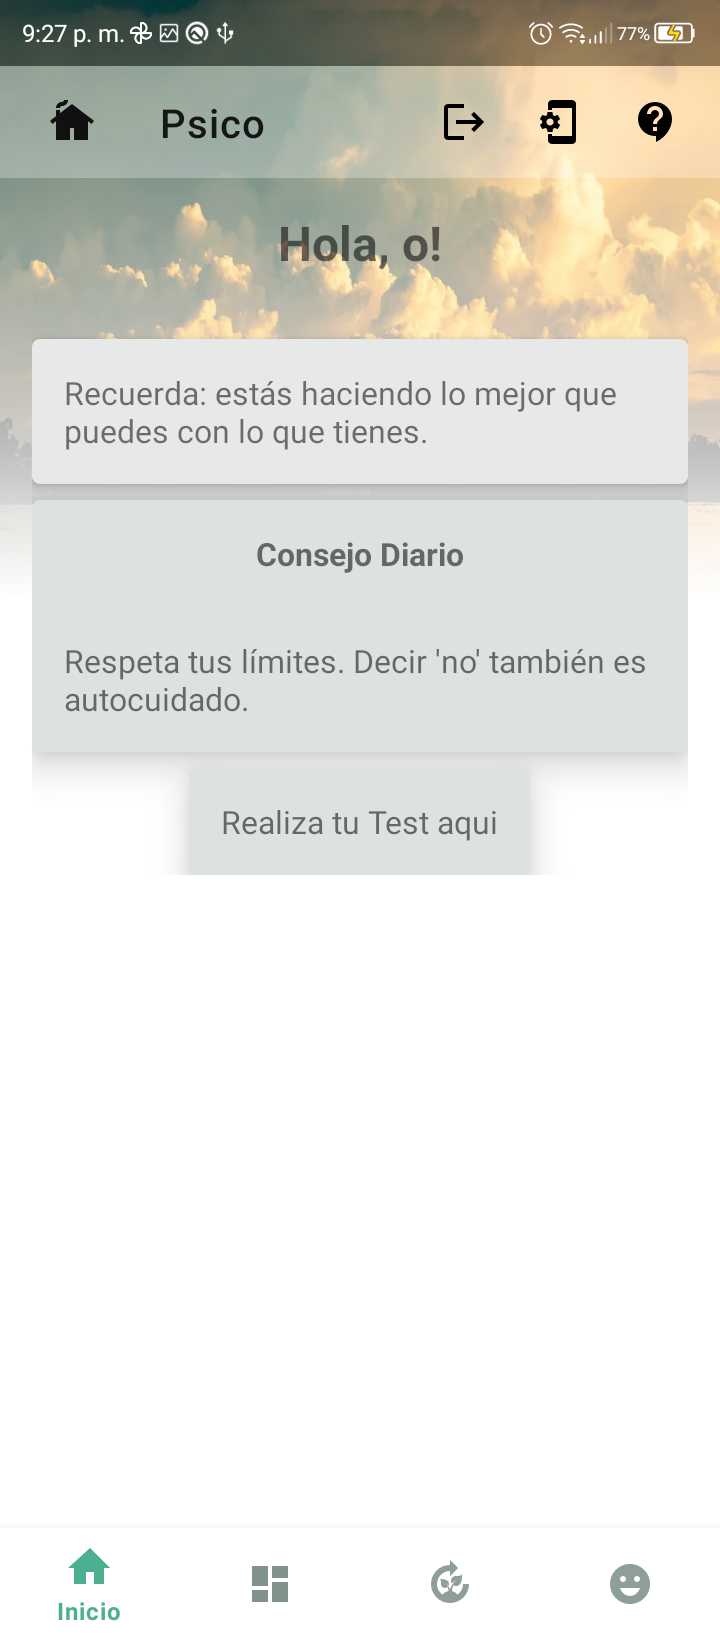 9:27 p. m.
77%
Psico
Hola, o!
Recuerda: estás haciendo lo mejor que
puedes con lo que tienes.
Consejo Diario
Respeta tus límites. Decir 'no' también es
autocuidado.
Realiza tu Test aqui
Inicio